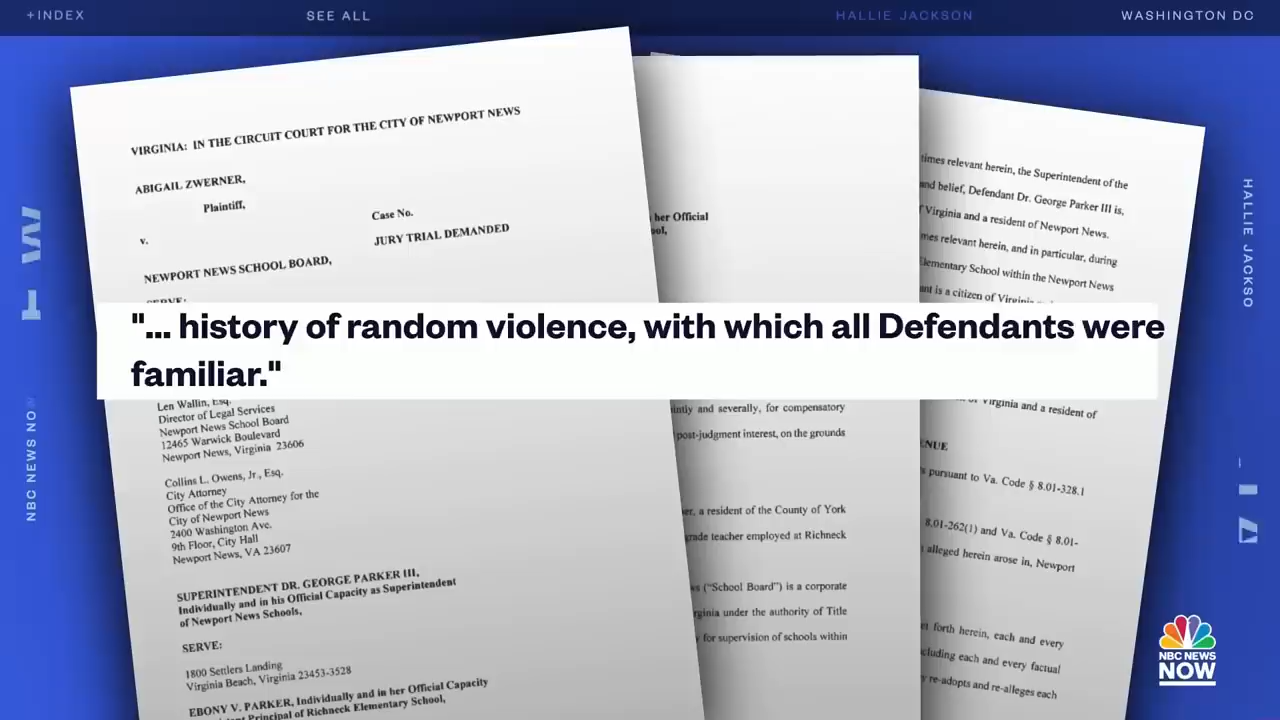 +INDEX
SEE ALL
HALLIE JACKSON
WASHINGTON DC
VIRGINIA: IN THE CIRCUIT COURT FOR THE CITY OF NEWPORT NEWS
ABIGAIL ZWERNER,
Plaintiff,
Case No.
v.
JURY TRIAL DEMANDED
NEWPORT NEWS SCHOOL BOARD,
SERVE:
"... history of random violence, with which all Defendants were
familiar."
Len Wallin, Esq.
Director of Legal Services
Newport News School Board
12465 Warwick Boulevard
Newport News, Virginia 23606
Collins L. Owens, Jr., Esq.
City Attorney
Office of the City Attorney for the
City of Newport News
2400 Washington Ave.
9th Floor, City Hall
Newport News, VA 23607
SUPERINTENDENT DR. GEORGE PARKER III,
Individually and in his Official Capacity as Superintendent
of Newport News Schools,
SERVE:
1800 Settlers Landing
Virginia Beach, Virginia 23453-3528
EBONY V. PARKER, Individually and in her Official Capacity
Principal of Richneck Elementary School,
her Official
severally, for compensatory
post-judgment interest, on the grounds
a resident of the County of York
grade teacher employed at Richneck
("School Board") is a corporate
under the authority of Title
for supervision of schools within
times relevant herein, the Superintendent of the
and belief, Defendant Dr. George Parker III is,
Virginia and a resident of Newport News.
times relevant herein, and in particular, during
Elementary School within the Newport News
is a citizen of Virginia
Virginia and a resident of
pursuant to Va. Code § 8.01-328.1
8.01-262(1) and Va. Code § 8.01-
alleged herein arose in, Newport
forth herein, each and every
each and every factual
re-adopts and re-alleges each
NBC NEWS NO
HALLIE JACKSO
NBC NEWS
NOW